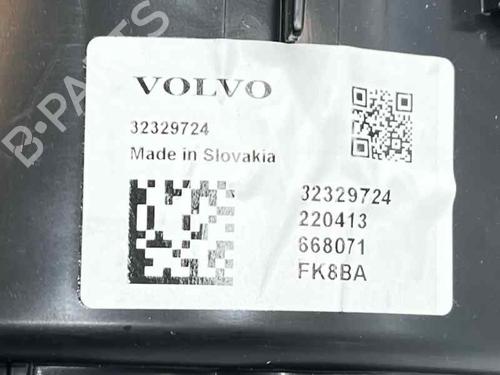 VOLVO
32329724
Made in Slovakia
32329724
220413
668071
FK8BA
B-PARTS